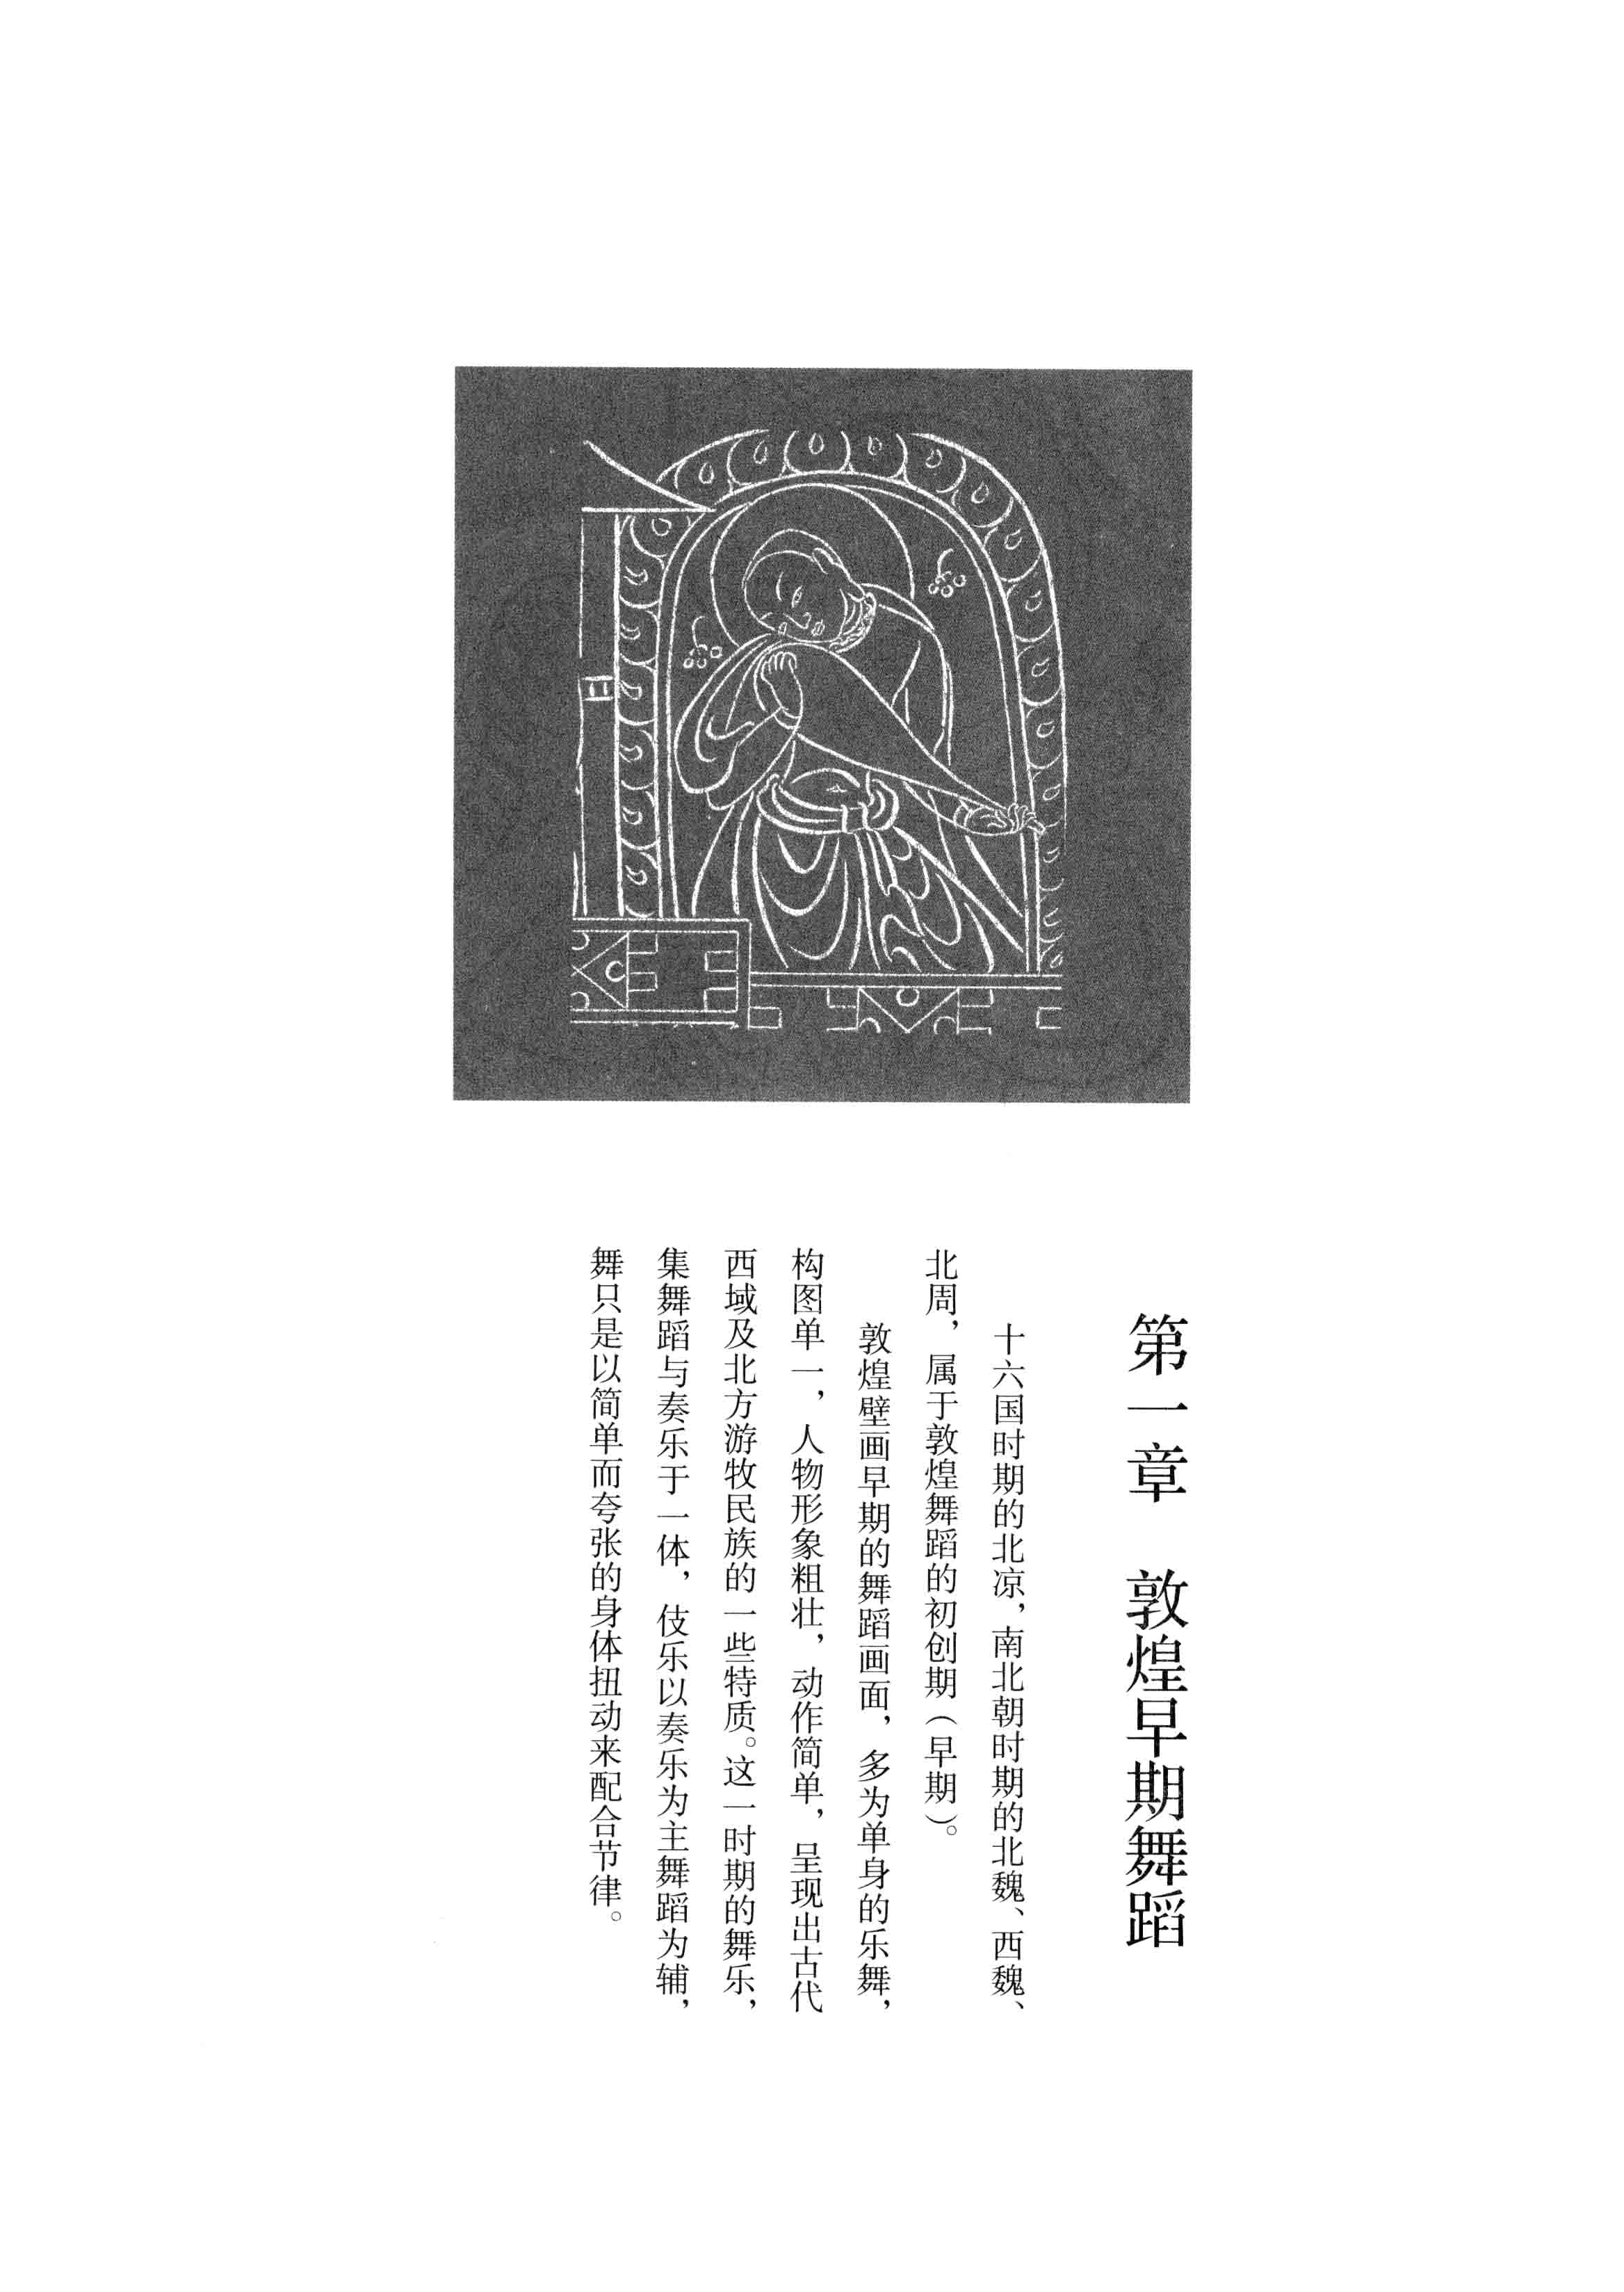 第一章　敦煌早期舞蹈
十六国时期的北凉，南北朝时期的北魏、西魏、
北周，属于敦煌舞蹈的初创期（早期）。
敦煌壁画早期的舞蹈画面，多为单身的乐舞，
构图单一，人物形象粗壮，动作简单，呈现出古代
西域及北方游牧民族的一些特质。这一时期的舞乐，
集舞蹈与奏乐于一体，伎乐以奏乐为主舞蹈为辅，
舞只是以简单而夸张的身体扭动来配合节律。